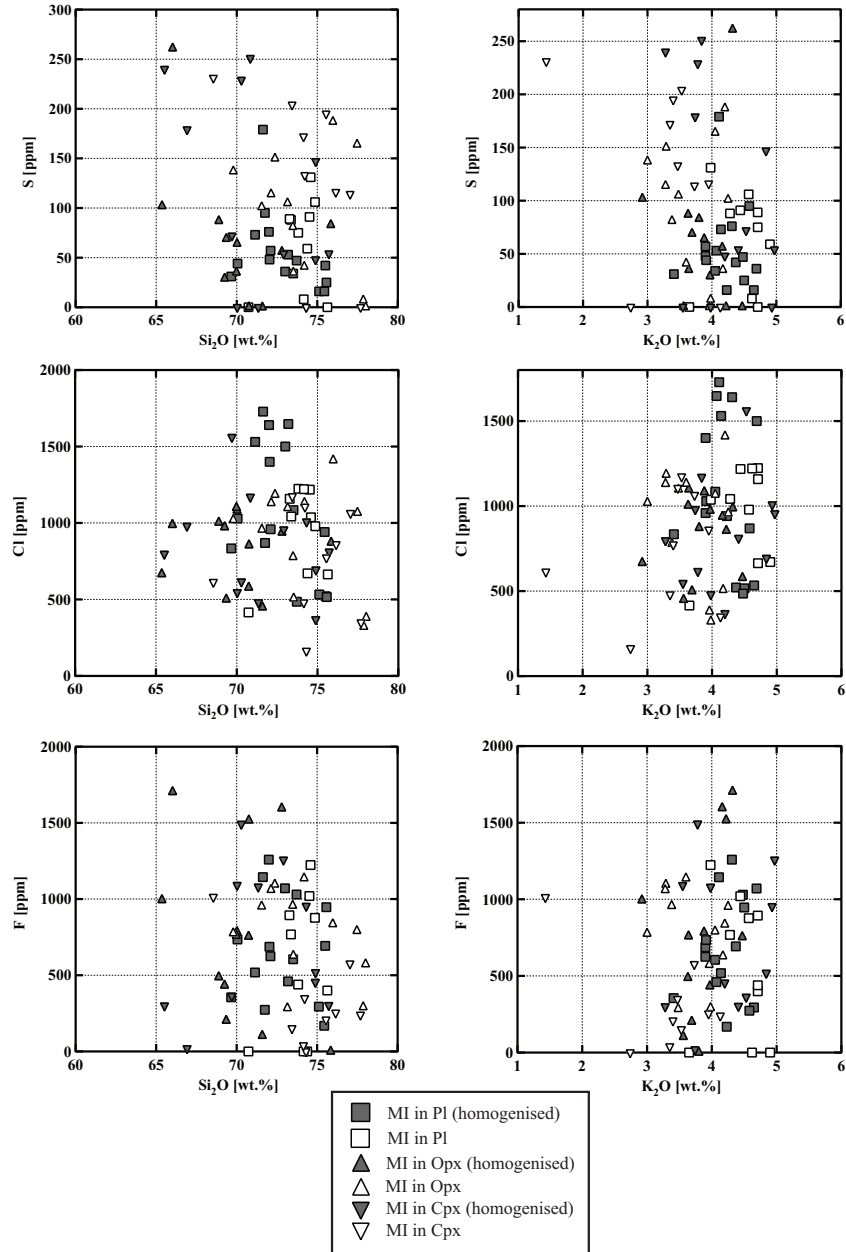 300
250
200
150
100
50
0
S [ppm]
60 65 70 75 80
Si₂O [wt.%]
250
200
150
100
50
0
S [ppm]
1 2 3 4 5 6
K₂O [wt.%]
2000
1500
1000
500
0
Cl [ppm]
60 65 70 75 80
Si₂O [wt.%]
1500
1000
500
0
Cl [ppm]
1 2 3 4 5 6
K₂O [wt.%]
2000
1500
1000
500
0
F [ppm]
60 65 70 75 80
Si₂O [wt.%]
2000
1500
1000
500
0
F [ppm]
1 2 3 4 5 6
K₂O [wt.%]
MI in Pl (homogenised)
MI in Pl
MI in Opx (homogenised)
MI in Opx
MI in Cpx (homogenised)
MI in Cpx